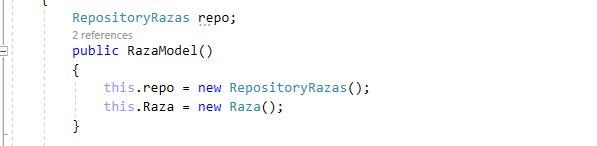 {
RepositoryRazas repo;
2 references
public RazaModel()
{
this.repo = new RepositoryRazas();
this.Raza = new Raza();
}